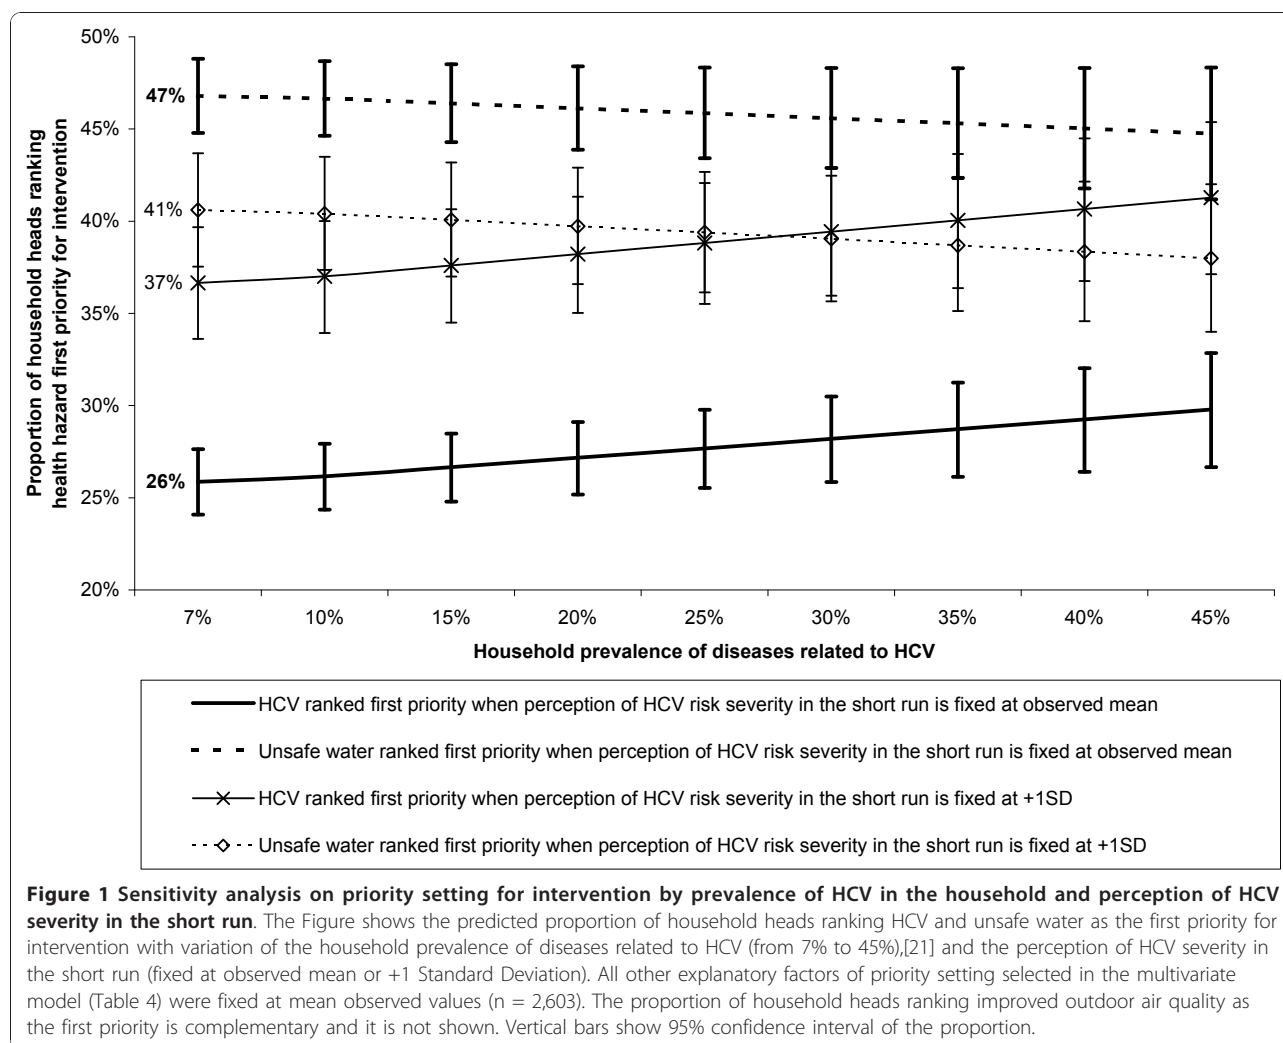 50%
45%
40%
35%
30%
25%
20%
Proportion of household heads ranking
health hazard first priority for intervention
47%
41%
37%
26%
7% 10% 15% 20% 25% 30% 35% 40% 45%
Household prevalence of diseases related to HCV
HCV ranked first priority when perception of HCV risk severity in the short run is fixed at observed mean
Unsafe water ranked first priority when perception of HCV risk severity in the short run is fixed at observed mean
HCV ranked first priority when perception of HCV risk severity in the short run is fixed at +1SD
Unsafe water ranked first priority when perception of HCV risk severity in the short run is fixed at +1SD
Figure 1 Sensitivity analysis on priority setting for intervention by prevalence of HCV in the household and perception of HCV
severity in the short run. The Figure shows the predicted proportion of household heads ranking HCV and unsafe water as the first priority for
intervention with variation of the household prevalence of diseases related to HCV (from 7% to 45%),[21] and the perception of HCV severity in
the short run (fixed at observed mean or +1 Standard Deviation). All other explanatory factors of priority setting selected in the multivariate
model (Table 4) were fixed at mean observed values (n = 2,603). The proportion of household heads ranking improved outdoor air quality as
the first priority is complementary and it is not shown. Vertical bars show 95% confidence interval of the proportion.